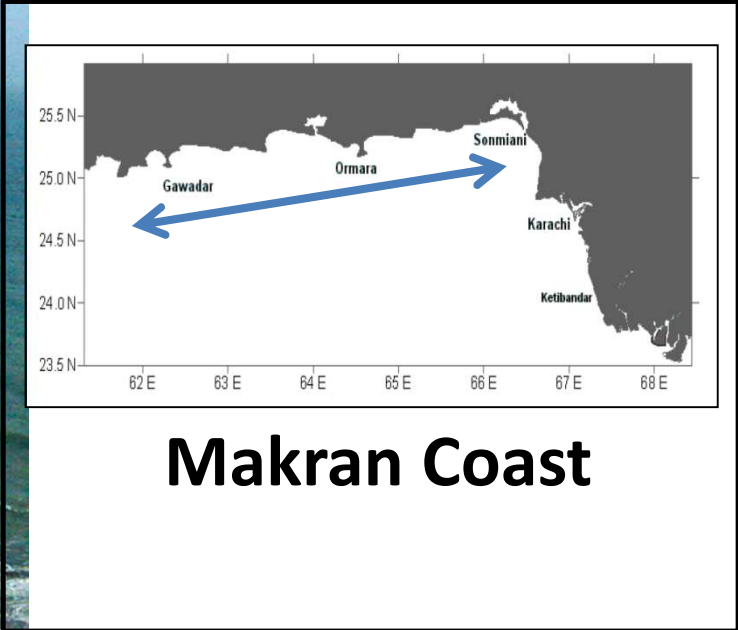 25.5 N
Sonmiani
Ormara
25.0 N
Gawadar
Karachi
24.5 N
Ketibandar
24.0 N
23.5 N
62 E 63 E 64 E 65 E 66 E 67 E 68 E
Makran Coast